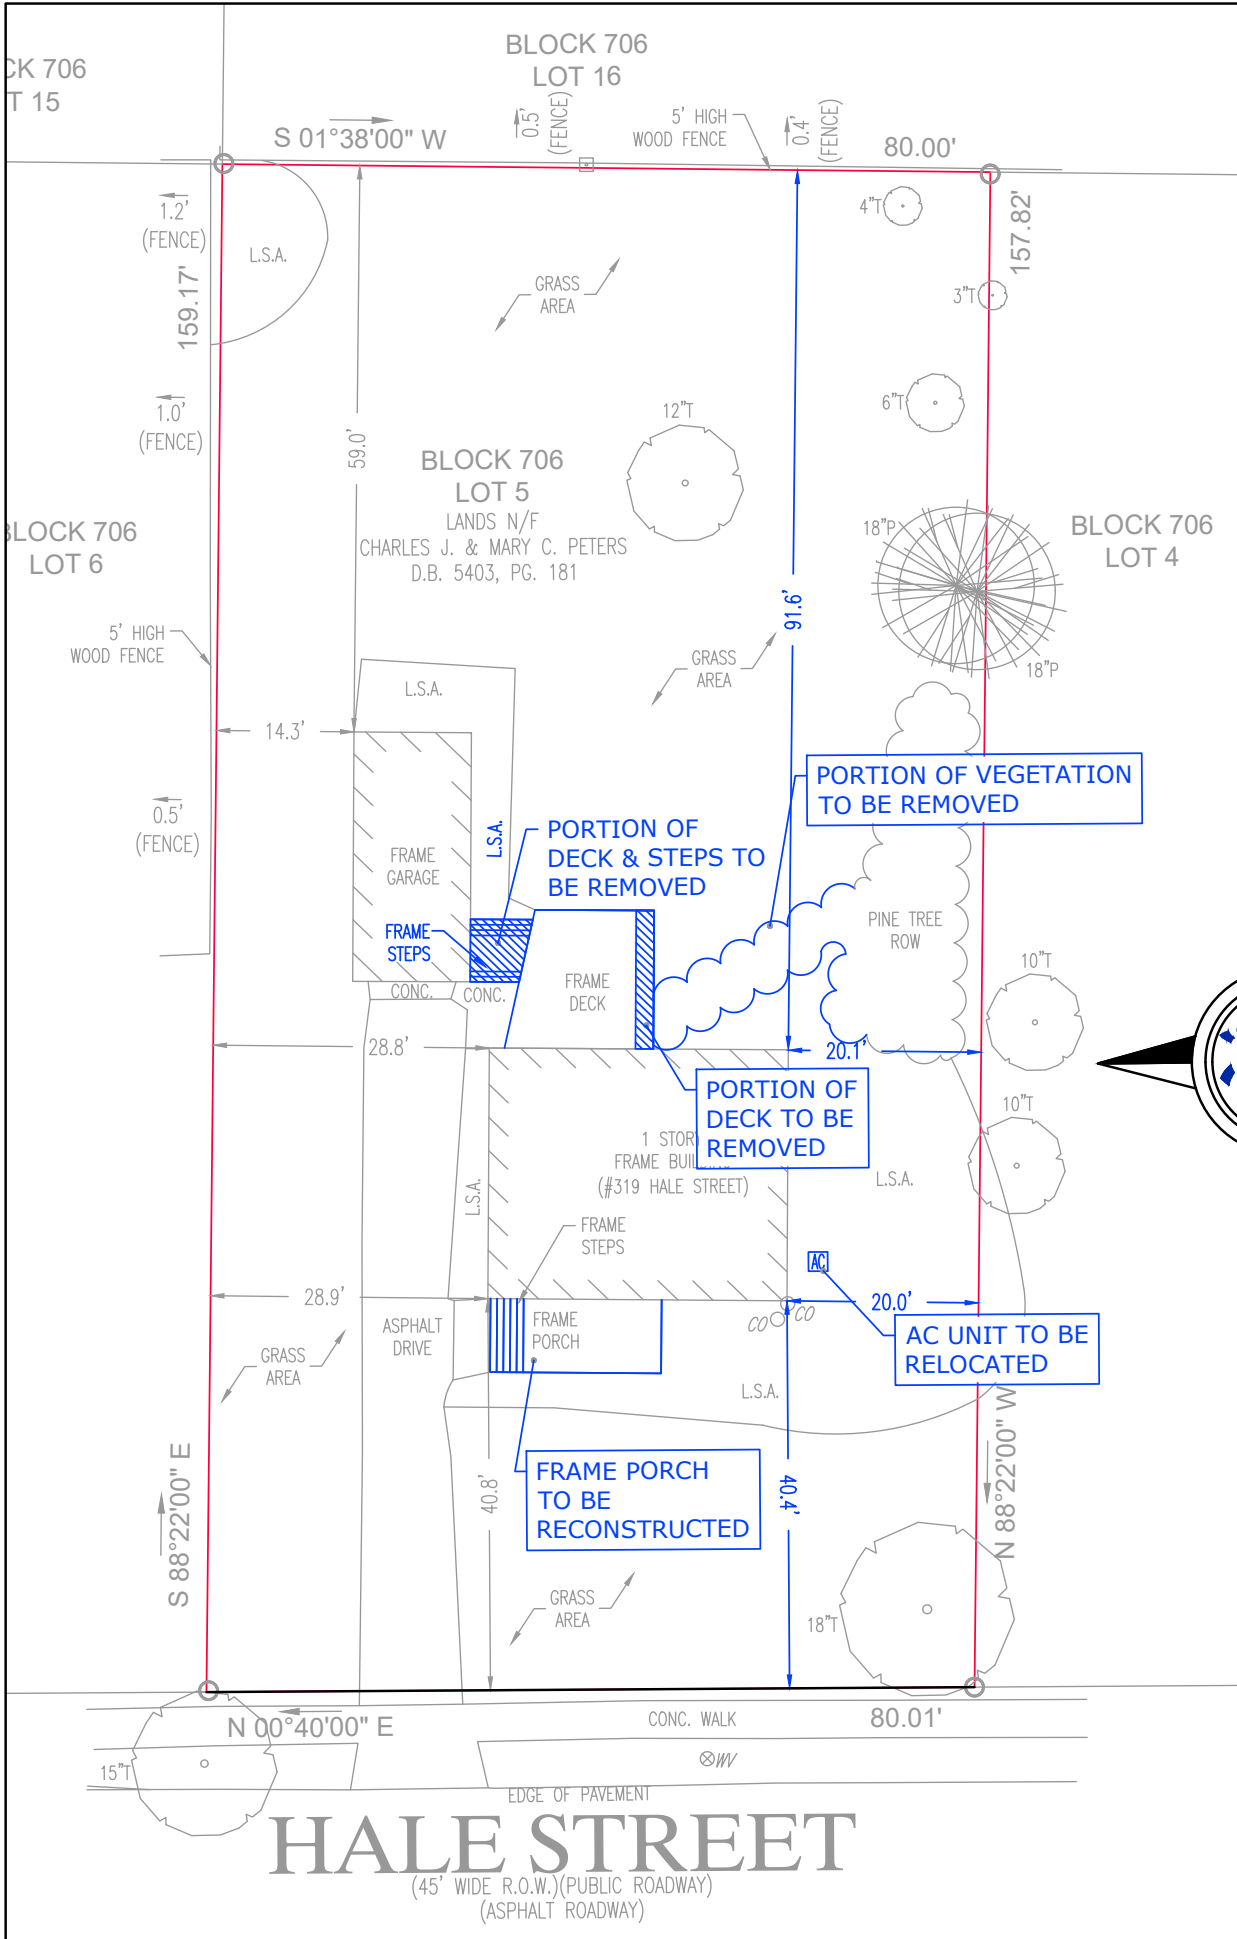 BLOCK 706
LOT 16
CK 706
T 15
S 01°38'00" W
0.5'
(FENCE)
5' HIGH
WOOD FENCE
0.4'
(FENCE)
80.00'
1.2'
(FENCE)
L.S.A.
159.17'
4"T
157.82'
3"T
GRASS
AREA
1.0'
(FENCE)
59.0'
12"T
6"T
BLOCK 706
LOT 5
LANDS N/F
CHARLES J. & MARY C. PETERS
D.B. 5403, PG. 181
BLOCK 706
LOT 6
18"P
BLOCK 706
LOT 4
91.6'
5' HIGH
WOOD FENCE
GRASS
AREA
18"P
L.S.A.
14.3'
PORTION OF VEGETATION
TO BE REMOVED
0.5'
(FENCE)
L.S.A.
PORTION OF
DECK & STEPS TO
BE REMOVED
FRAME
GARAGE
FRAME
STEPS
PINE TREE
ROW
FRAME
DECK
CONC.
CONC.
10"T
28.8'
20.1'
PORTION OF
DECK TO BE
REMOVED
10"T
1 STOR
FRAME BUI
(#319 HALE STREET)
L.S.A.
L.S.A.
FRAME
STEPS
AC
28.9'
20.0'
ASPHALT
DRIVE
FRAME
PORCH
CO
CO
AC UNIT TO BE
RELOCATED
GRASS
AREA
L.S.A.
S 88°22'00" E
40.8'
FRAME PORCH
TO BE
RECONSTRUCTED
40.4'
N 88°22'00" W
GRASS
AREA
18"T
N 00°40'00" E
CONC. WALK
80.01'
15"T
WV
EDGE OF PAVEMENT
HALE STREET
(45' WIDE R.O.W.)(PUBLIC ROADWAY)
(ASPHALT ROADWAY)